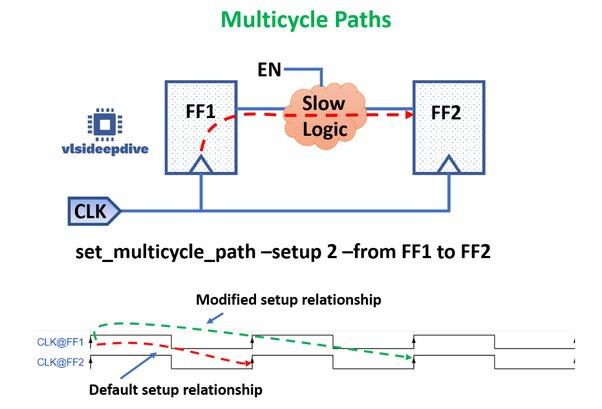 Multicycle Paths
EN
FF1
Slow
Logic
FF2
vlsideepdive
CLK
set_multicycle_path –setup 2 –from FF1 to FF2
Modified setup relationship
CLK@FF1
CLK@FF2
Default setup relationship